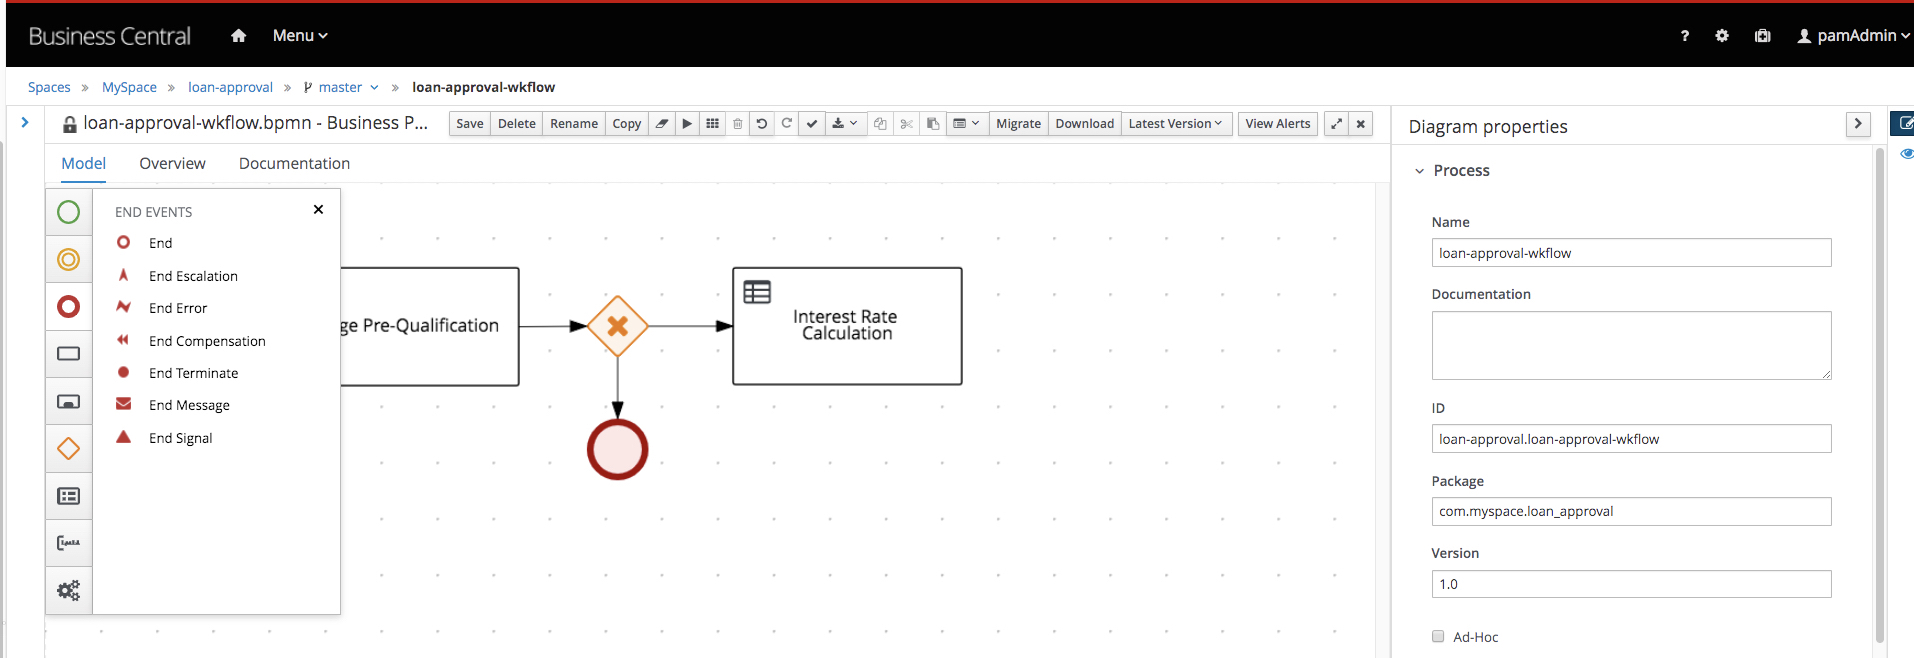 Business Central
Menu
?
pamAdmin
Spaces » MySpace » loan-approval » master » loan-approval-wkflow
loan-approval-wkflow.bpmn - Business P...
Save
Delete
Rename
Copy
Migrate
Download
Latest Version
View Alerts
Model
Overview
Documentation
END EVENTS
End
End Escalation
End Error
End Compensation
End Terminate
End Message
End Signal
ge Pre-Qualification
Interest Rate
Calculation
Diagram properties
Process
Name
loan-approval-wkflow
Documentation
ID
loan-approval.loan-approval-wkflow
Package
com.myspace.loan_approval
Version
1.0
Ad-Hoc